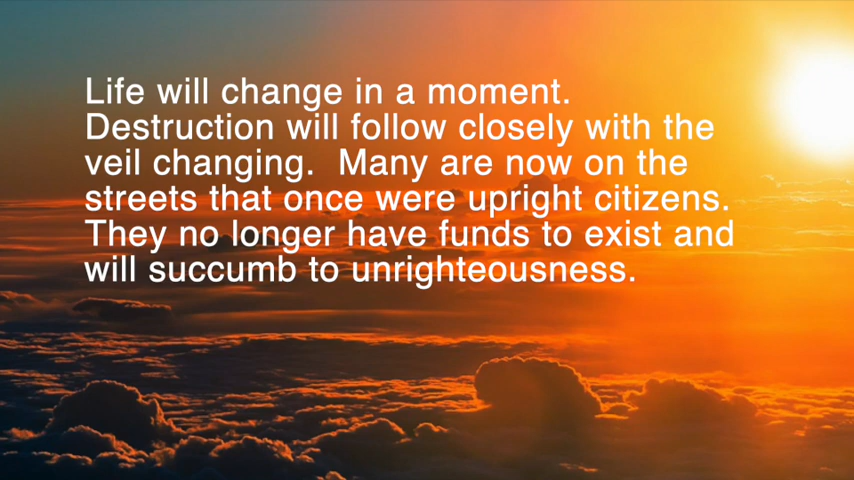 Life will change in a moment.
Destruction will follow closely with the
veil changing.  Many are now on the
streets that once were upright citizens.
They no longer have funds to exist and
will succumb to unrighteousness.